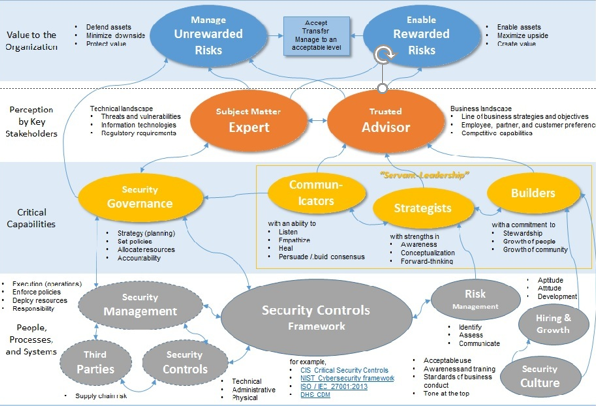 Value to the
Organization
Defend assets
Minimize downside
Protect value
Manage
Unrewarded
Risks
Accept
Transfer
Manage to an
acceptable level
Enable
Rewarded
Risks
Enable assets
Maximize upside
Create value
Perception
by Key
Stakeholders
Technical landscape
Threats and vulnerabilities
Information technologies
Regulatory requirements
Subject Matter
Expert
Trusted
Advisor
Business landscape
Line of business strategies and objectives
Employee, partner, and customer preference
Competitive capabilities
Critical
Capabilities
Security
Governance
Strategy (planning)
Set policies
Allocate resources
Accountability
"Servant-Leadership"
Commun-
icators
with an ability to
Listen
Empathize
Heal
Persuade / build consensus
Strategists
with strengths in
Awareness
Conceptualization
Forward-thinking
Builders
with a commitment to
Stewardship
Growth of people
Growth of community
People,
Processes,
and Systems
Execution (operations)
Enforce policies
Deploy resources
Responsibility
Security
Management
Third
Parties
Supply chain risk
Security
Controls
Technical
Administrative
Physical
Security Controls
Framework
for example,
CIS Critical Security Controls
NIST Cybersecurity framework
ISO / IEC 27001:2013
DHS CDM
Risk
Management
Identify
Assess
Communicate
Aptitude
Attitude
Development
Hiring &
Growth
Acceptable use
Awareness and training
Standards of business
conduct
Tone at the top
Security
Culture